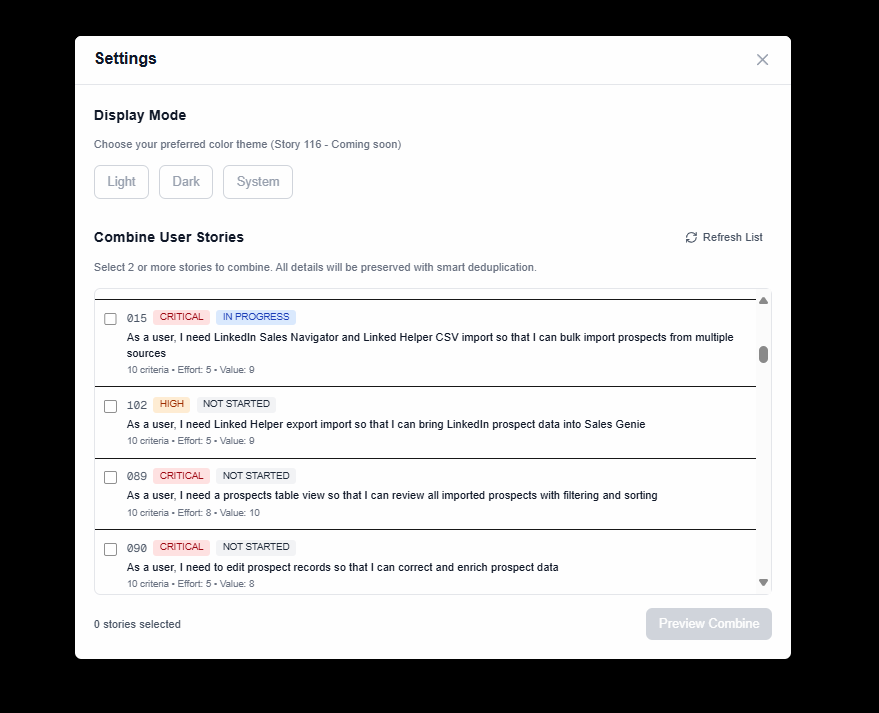 Settings
Display Mode
Choose your preferred color theme (Story 116 - Coming soon)
Light Dark System
Combine User Stories
Refresh List
Select 2 or more stories to combine. All details will be preserved with smart deduplication.
015 CRITICAL IN PROGRESS
As a user, I need LinkedIn Sales Navigator and Linked Helper CSV import so that I can bulk import prospects from multiple
sources
10 criteria • Effort: 5 • Value: 9
102 HIGH NOT STARTED
As a user, I need Linked Helper export import so that I can bring LinkedIn prospect data into Sales Genie
10 criteria • Effort: 5 • Value: 9
089 CRITICAL NOT STARTED
As a user, I need a prospects table view so that I can review all imported prospects with filtering and sorting
10 criteria • Effort: 8 • Value: 10
090 CRITICAL NOT STARTED
As a user, I need to edit prospect records so that I can correct and enrich prospect data
10 criteria • Effort: 5 • Value: 8
0 stories selected
Preview Combine